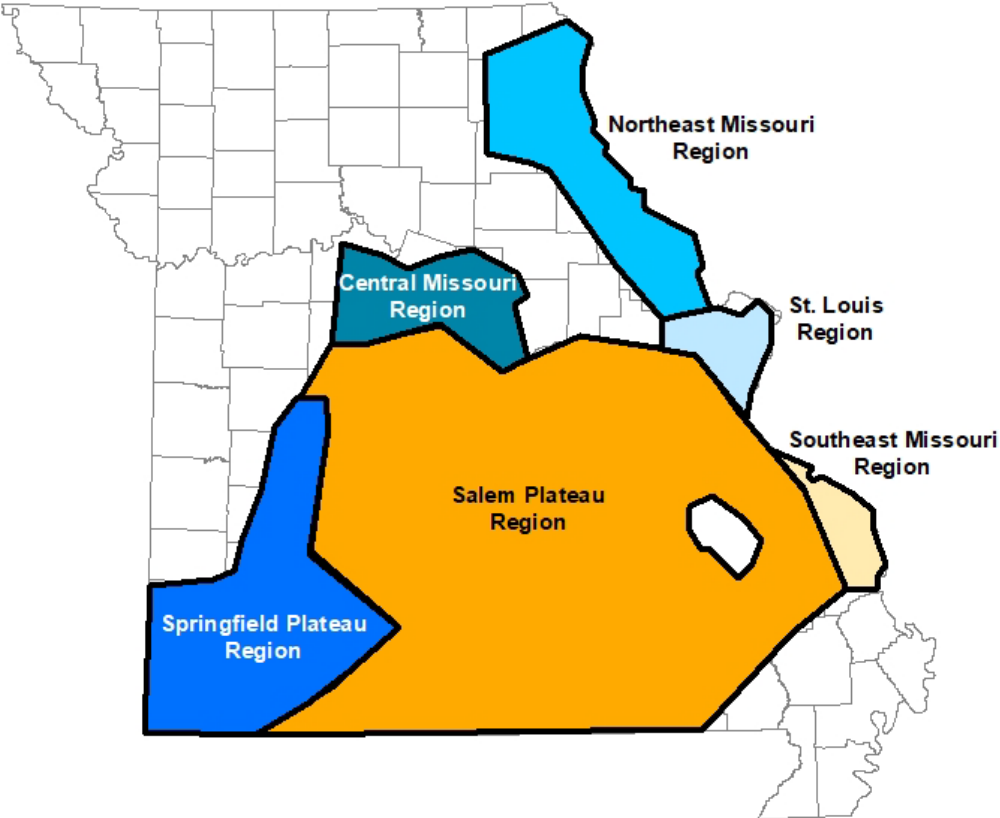 Northeast Missouri
Region
Central Missouri
Region
St. Louis
Region
Southeast Missouri
Region
Salem Plateau
Region
Springfield Plateau
Region